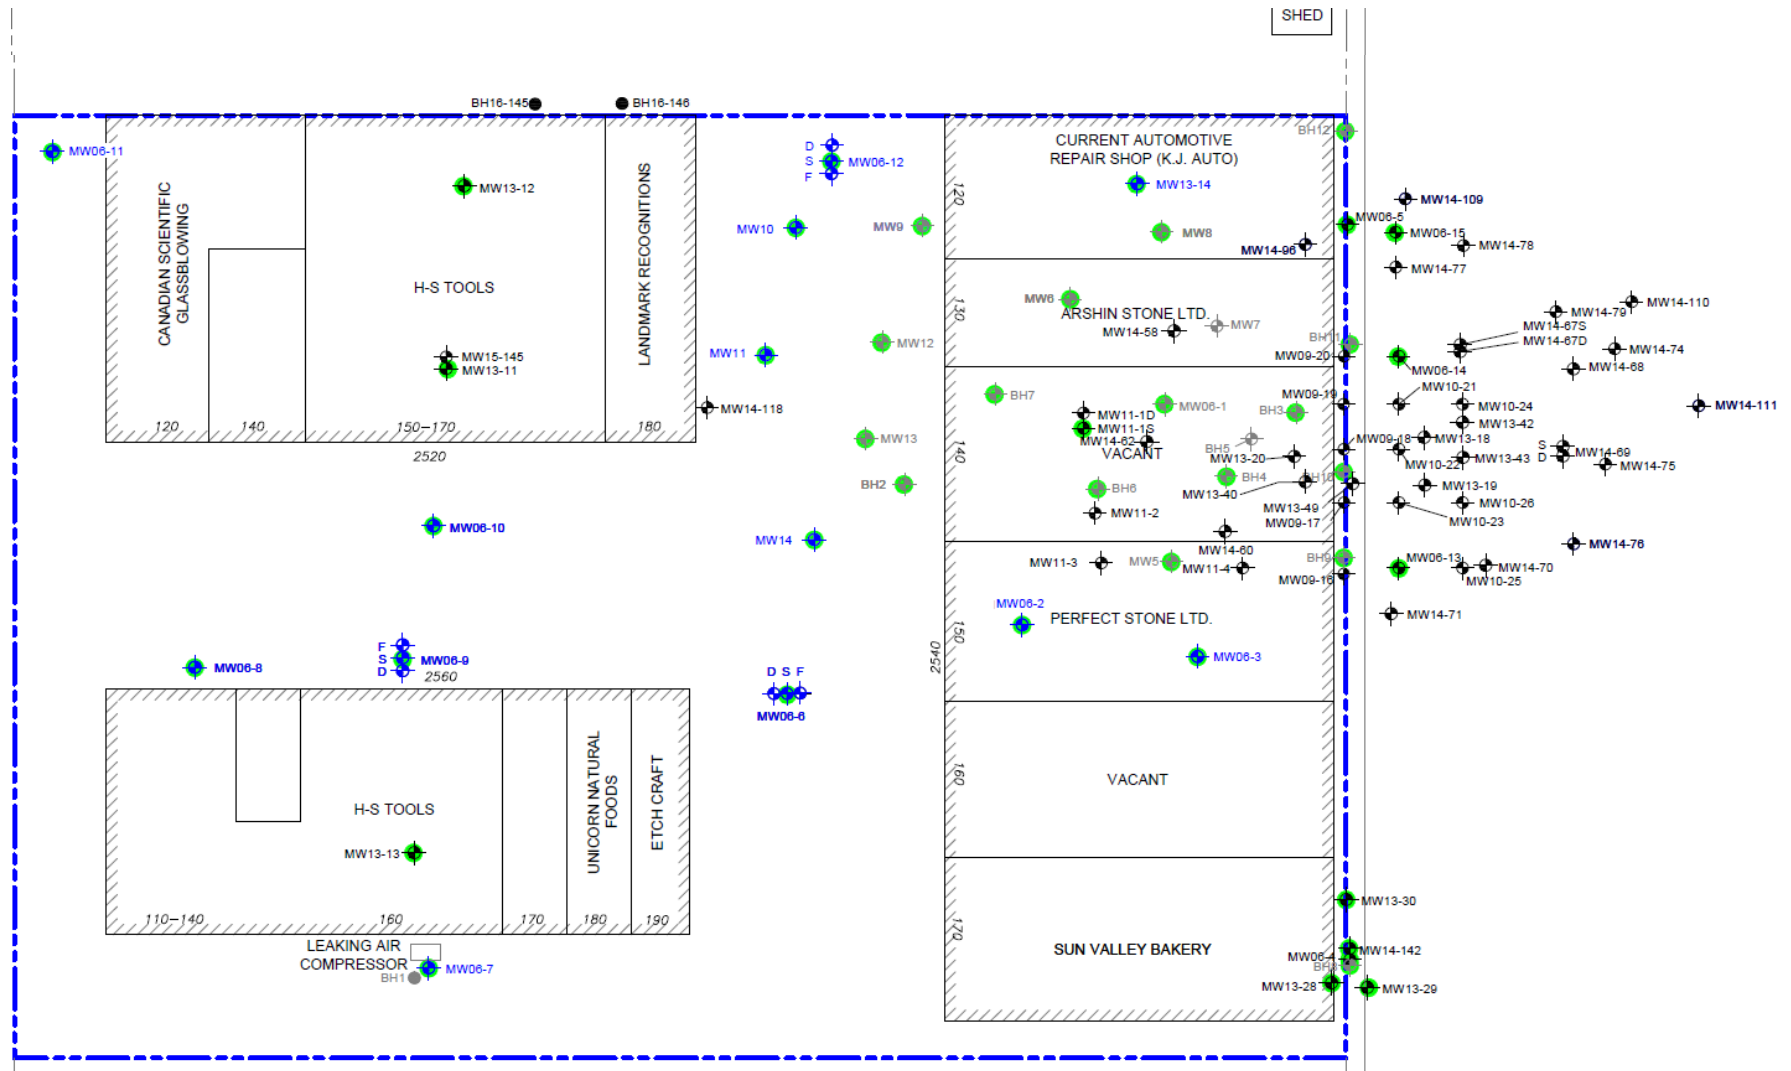 SHED
BH16-145
BH16-146
CURRENT AUTOMOTIVE
REPAIR SHOP (K.J. AUTO)
BH12
MW06-11
D
S
MW06-12
F
CANADIAN SCIENTIFIC
GLASSBLOWING
MW13-12
LANDMARK RECOGNITIONS
120
MW13-14
MW14-109
MW10
MW9
MW8
MW06-5
MW06-15
MW14-96
MW14-78
MW14-77
H-S TOOLS
MW6
130
ARSHIN STONE LTD.
MW14-58
MW7
MW14-110
MW14-79
MW14-67S
MW14-67D
BH11
MW12
MW11
MW09-20
MW14-74
MW06-14
MW14-68
MW15-145
MW13-11
MW14-118
BH7
MW06-1
BH3
MW09-19
MW10-21
MW10-24
MW14-111
MW11-1D
MW11-1S
MW14-62
VACANT
BH5
MW13-20
MW13-42
MW09-18
MW13-18
S
MW14-69
D
MW10-22
MW13-43
MW14-75
120
140
150-170
180
2520
MW13
140
BH2
BH6
BH4
BH10
MW13-40
MW13-19
MW13-49
MW10-26
MW11-2
MW09-17
MW10-23
MW06-10
MW14
MW14-60
MW14-76
BH9
MW11-3
MW5
MW11-4
MW09-16
MW06-13
MW14-70
MW10-25
MW06-2
PERFECT STONE LTD.
150
MW14-71
2540
MW06-3
F
S
MW06-9
D
MW06-8
2560
D S F
MW06-6
UNICORN NATURAL
FOODS
ETCH CRAFT
H-S TOOLS
160
VACANT
MW13-13
110-140
160
170
180
190
MW13-30
170
SUN VALLEY BAKERY
LEAKING AIR
COMPRESSOR
MW06-7
BH1
MW14-142
MW06-4
MW13-28
MW13-29